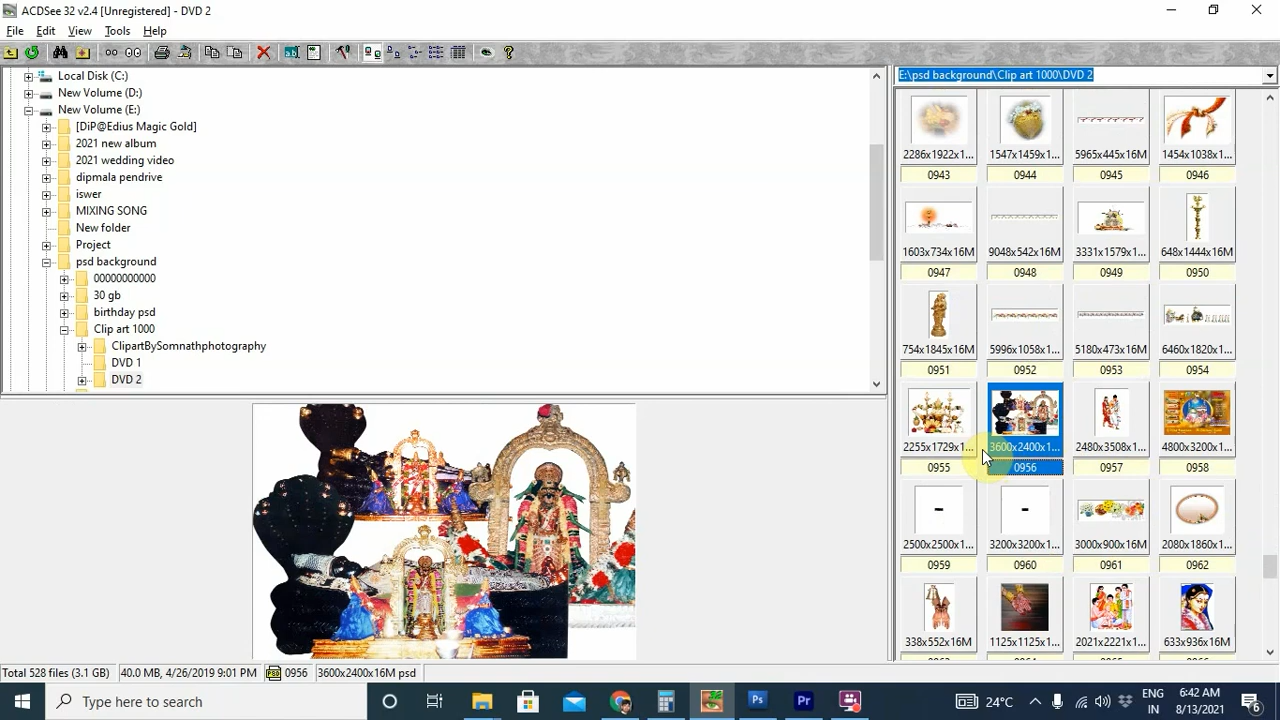 ACDSee 32 v2.4 [Unregistered] - DVD 2
File Edit View Tools Help
E:\psd background\Clip art 1000\DVD 2
Local Disk (C:)
New Volume (D:)
New Volume (E:)
[DiP@Edius Magic Gold]
2021 new album
2021 wedding video
dipmala pendrive
iswer
MIXING SONG
New folder
Project
psd background
0000000000
30 gb
birthday psd
Clip art 1000
ClipartBySomnathphotography
DVD 1
DVD 2
2286x1922x1... 1547x1459x1... 5965x445x16M 1454x1038x1...
0943 0944 0945 0946
1603x734x16M 9048x542x16M 3331x1579x1... 648x1444x16M
0947 0948 0949 0950
754x1845x16M 5996x1058x1... 5180x473x16M 6460x1820x1...
0951 0952 0953 0954
2255x1729x1... 3600x2400x1... 2480x3508x1... 4800x3200x1...
0955 0956 0957 0958
2500x2500x1... 3200x3200x1... 3000x900x16M 2080x1860x1...
0959 0960 0961 0962
338x552x16M 1125x1125x1... 2021x2221x1... 633x936x16M
Total 528 files (3.1 GB) 40.0 MB, 4/26/2019 9:01 PM 0956 3600x2400x16M psd
Type here to search
24°C
ENG
IN
6:42 AM
8/13/2021
6